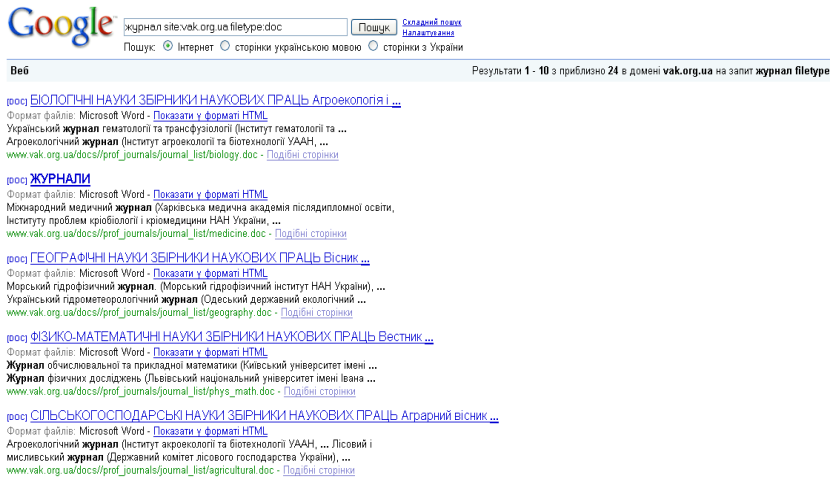 Google™
журнал site:vak.org.ua filetype:doc
Пошук
Складний пошук
Налаштування
Пошук: Інтернет сторінки українською мовою сторінки з України
Веб
Результати 1 - 10 з приблизно 24 в домені vak.org.ua на запит журнал filetype
[DOC] БІОЛОГІЧНІ НАУКИ ЗБІРНИКИ НАУКОВИХ ПРАЦЬ Агроекологія і ...
Формат файлів: Microsoft Word - Показати у форматі HTML
Український журнал гематології та трансфузіології (Інститут гематології та ...
Агроекологічний журнал (Інститут агроекології та біотехнології УААН, ...
www.vak.org.ua/docs//prof_journals/journal_list/biology.doc - Подібні сторінки
[DOC] ЖУРНАЛИ
Формат файлів: Microsoft Word - Показати у форматі HTML
Міжнародний медичний журнал (Харківська медична академія післядипломної освіти,
Інституту проблем кріобіології і кріомедицини НАН України, ...
www.vak.org.ua/docs//prof_journals/journal_list/medicine.doc - Подібні сторінки
[DOC] ГЕОГРАФІЧНІ НАУКИ ЗБІРНИКИ НАУКОВИХ ПРАЦЬ Вісник ...
Формат файлів: Microsoft Word - Показати у форматі HTML
Морський гідрофізичний журнал. (Морський гідрофізичний інститут НАН України), ...
Український гідрометеорологічний журнал (Одеський державний екологічний ...
www.vak.org.ua/docs//prof_journals/journal_list/geography.doc - Подібні сторінки
[DOC] ФІЗИКО-МАТЕМАТИЧНІ НАУКИ ЗБІРНИКИ НАУКОВИХ ПРАЦЬ Вестник ...
Формат файлів: Microsoft Word - Показати у форматі HTML
Журнал обчислювальної та прикладної математики (Київський університет імені ...
Журнал фізичних досліджень (Львівський національний університет імені Івана ...
www.vak.org.ua/docs//prof_journals/journal_list/phys_math.doc - Подібні сторінки
[DOC] СІЛЬСЬКОГОСПОДАРСЬКІ НАУКИ ЗБІРНИКИ НАУКОВИХ ПРАЦЬ Аграрний вісник ...
Формат файлів: Microsoft Word - Показати у форматі HTML
Агроекологічний журнал (Інститут акроекології та біотехнології УААН, ... Лісовий і
мисливський журнал (Державний комітет лісового господарства України), ...
www.vak.org.ua/docs//prof_journals/journal_list/agricultural.doc - Подібні сторінки